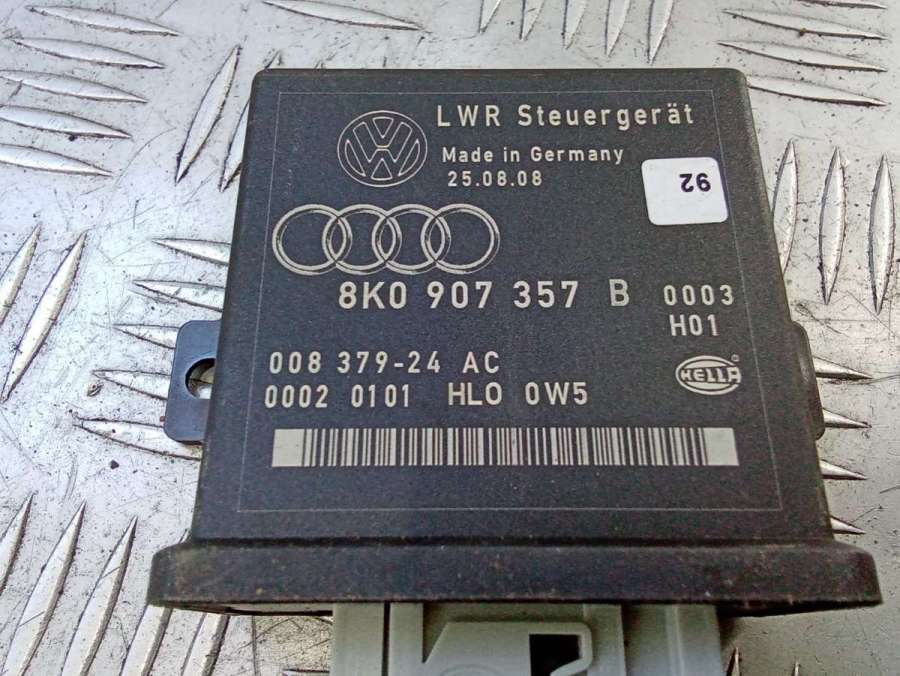 LWR Steuergerät
Made in Germany
25.08.08
92
8K0 907 357 B 0003
H01
008 379-24 AC
HELLA
0002 0101 HLO 0W5